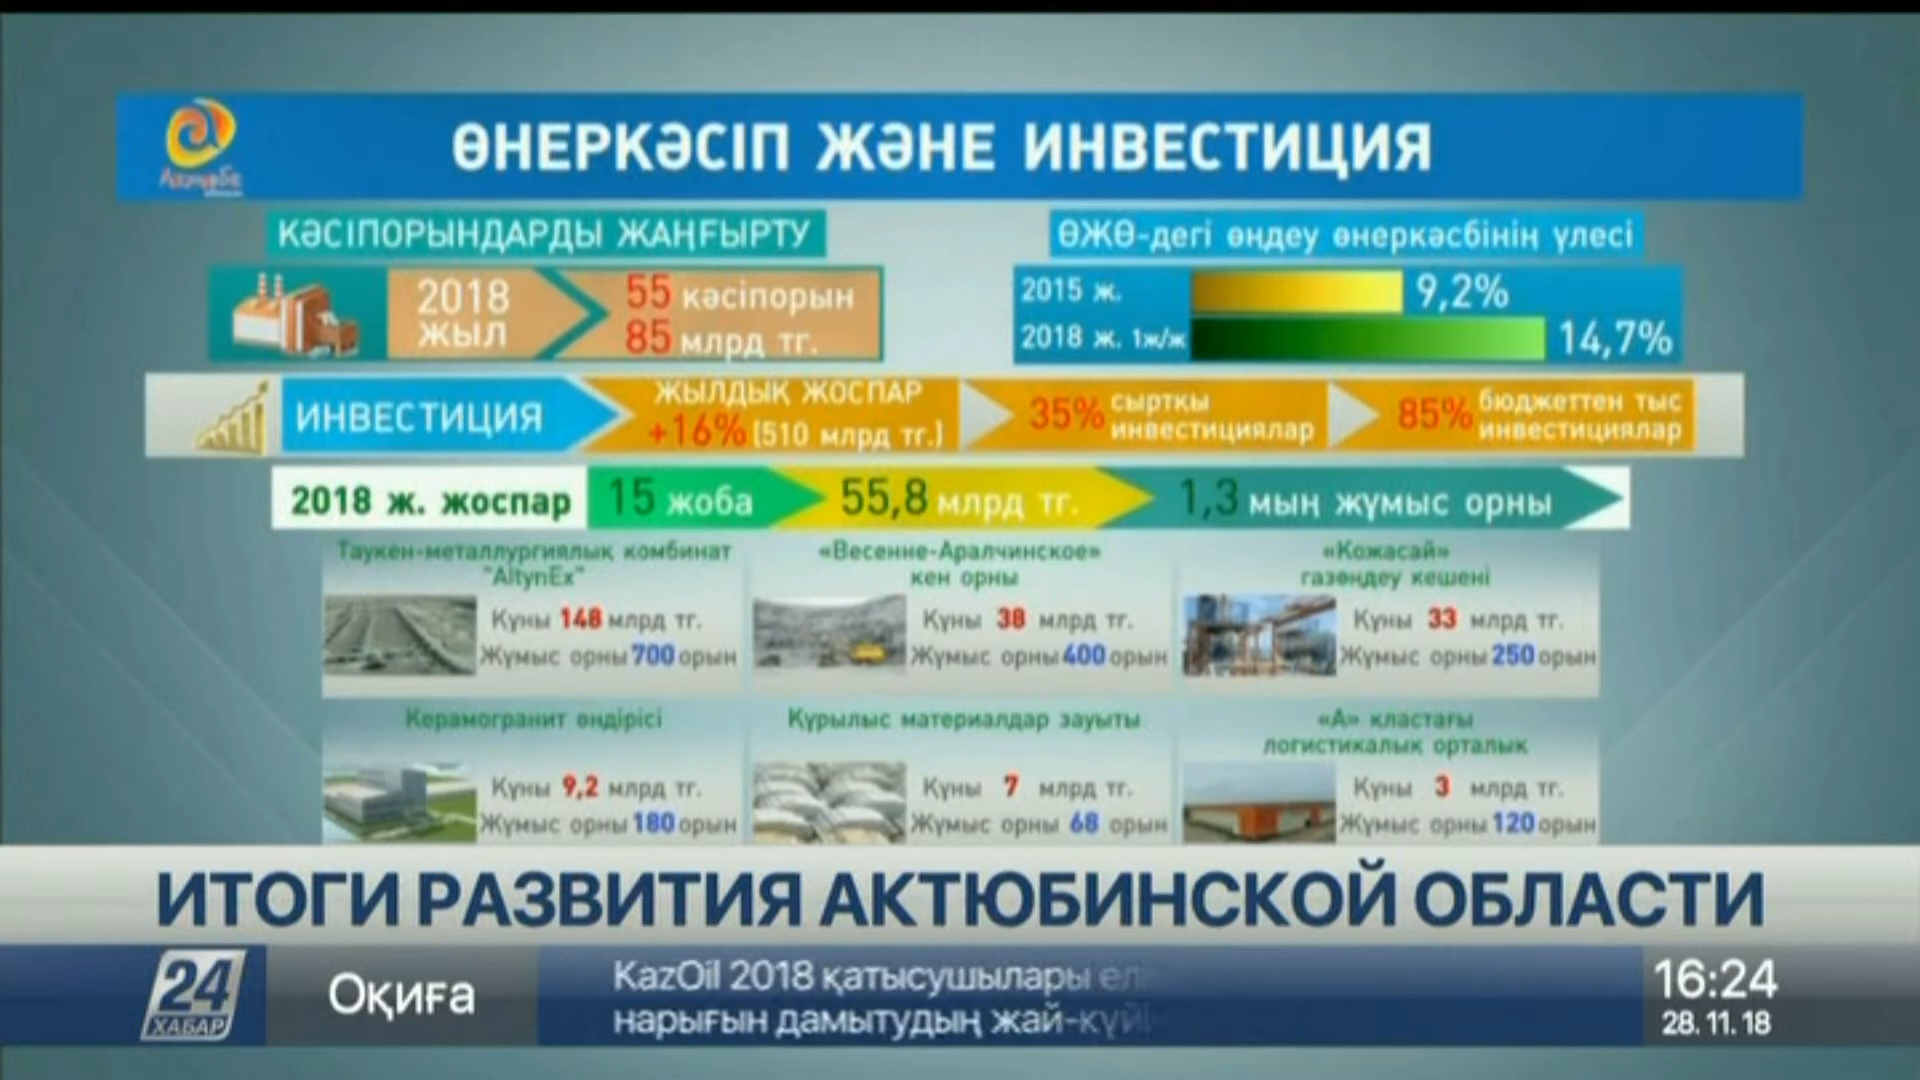 Ақтөбе
ӨНЕРКӘСІП ЖӘНЕ ИНВЕСТИЦИЯ
КӘСІПОРЫНДАРДЫ ЖАҢҒЫРТУ
2018
ЖЫЛ
55 кәсіпорын
85 млрд тг.
ӨЖӨ-дегі өңдеу өнеркәсбінің үлесі
2015 ж. 9,2%
2018 ж. 1ж/ж 14,7%
ИНВЕСТИЦИЯ
ЖЫЛДЫҚ ЖОСПАР
+16% (510 млрд тг.)
35% сыртқы
инвестициялар
85% бюджеттен тыс
инвестициялар
2018 ж. жоспар 15 жоба 55,8 млрд тг. 1,3 мың жұмыс орны
Таукен-металлургиялық комбинат
"AltynEx"
Құны 148 млрд тг.
Жұмыс орны 700 орын
«Весенне-Аралчинское»
кен орны
Құны 38 млрд тг.
Жұмыс орны 400 орын
«Кожасай»
газөңдеу кешені
Құны 33 млрд тг.
Жұмыс орны 250 орын
Керамогранит өндірісі
Құны 9,2 млрд тг.
Жұмыс орны 180 орын
Құрылыс материалдар зауыты
Құны 7 млрд тг.
Жұмыс орны 68 орын
«А» кластағы
логистикалық орталық
Құны 3 млрд тг.
Жұмыс орны 120 орын
ИТОГИ РАЗВИТИЯ АКТЮБИНСКОЙ ОБЛАСТИ
24
ХАБАР
Оқиға
KazOil 2018 қатысушылары
нарығын дамытудың жай-күйі
16:24
28.11.18